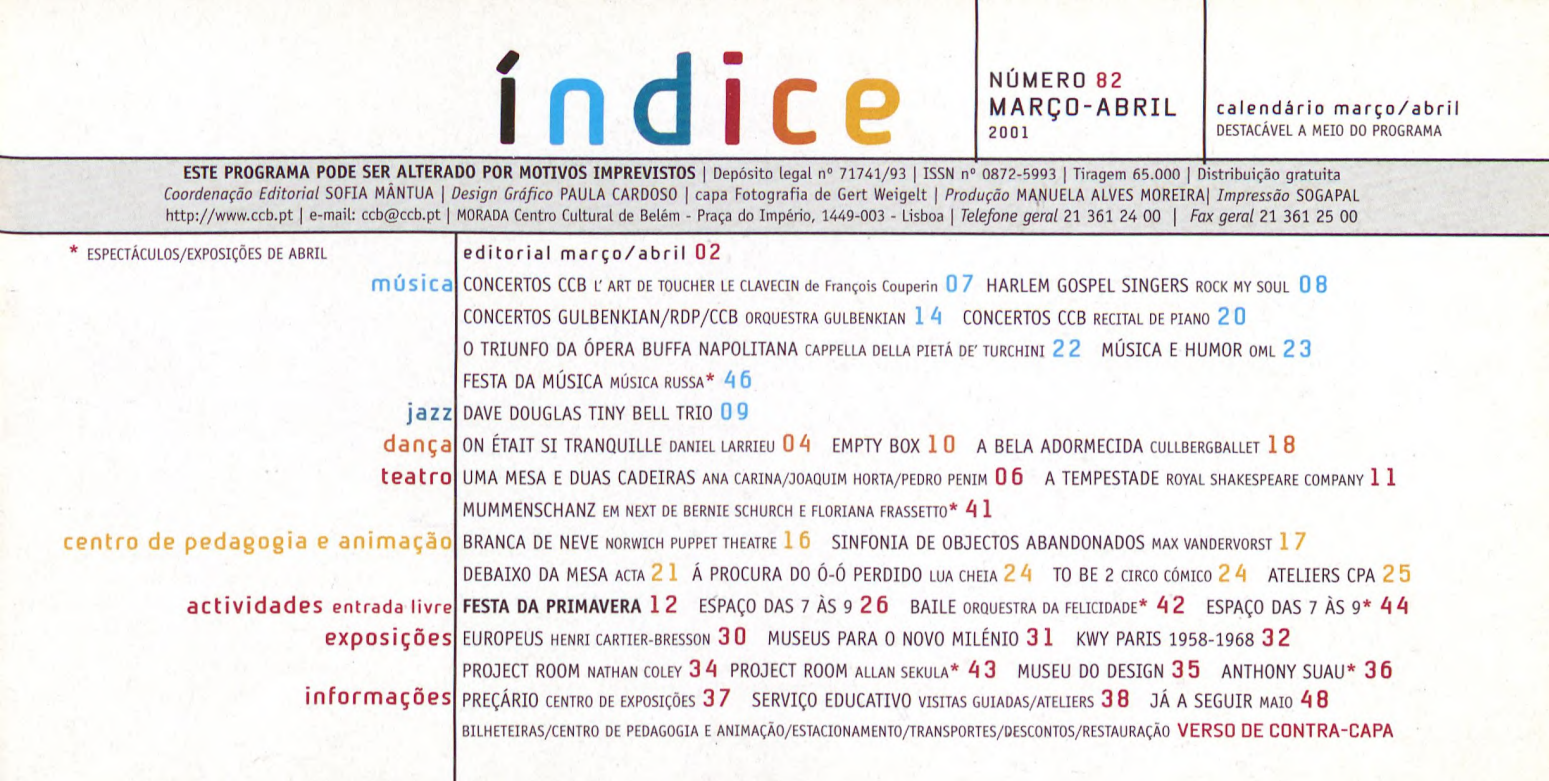 índice
NÚMERO 82
MARÇO-ABRIL
2001
calendário março/abril
DESTACÁVEL A MEIO DO PROGRAMA
ESTE PROGRAMA PODE SER ALTERADO POR MOTIVOS IMPREVISTOS | Depósito legal nº 71741/93 | ISSN nº 0872-5993 | Tiragem 65.000 | Distribuição gratuita
Coordenação Editorial SOFIA MÂNTUA | Design Gráfico PAULA CARDOSO | capa Fotografia de Gert Weigelt | Produção MANUELA ALVES MOREIRA| Impressão SOGAPAL
http://www.ccb.pt | e-mail: ccb@ccb.pt | MORADA Centro Cultural de Belém - Praça do Império, 1449-003 - Lisboa | Telefone geral 21 361 24 00 | Fax geral 21 361 25 00
* ESPECTÁCULOS/EXPOSIÇÕES DE ABRIL
editorial março/abril 02
música CONCERTOS CCB L' ART DE TOUCHER LE CLAVECIN de François Couperin 07 HARLEM GOSPEL SINGERS ROCK MY SOUL 08
CONCERTOS GULBENKIAN/RDP/CCB ORQUESTRA GULBENKIAN 14 CONCERTOS CCB RECITAL DE PIANO 20
O TRIUNFO DA ÓPERA BUFFA NAPOLITANA CAPPELLA DELLA PIETÁ DE' TURCHINI 22 MÚSICA E HUMOR OML 23
FESTA DA MÚSICA MÚSICA RUSSA* 46
jazz DAVE DOUGLAS TINY BELL TRIO 09
dança ON ÉTAIT SI TRANQUILLE DANIEL LARRIEU 04 EMPTY BOX 10 A BELA ADORMECIDA CULLBERGBALLET 18
teatro UMA MESA E DUAS CADEIRAS ANA CARINA/JOAQUIM HORTA/PEDRO PENIM 06 A TEMPESTADE ROYAL SHAKESPEARE COMPANY 11
MUMMENSCHANZ EM NEXT DE BERNIE SCHURCH E FLORIANA FRASSETTO* 41
centro de pedagogia e animação BRANCA DE NEVE NORWICH PUPPET THEATRE 16 SINFONIA DE OBJECTOS ABANDONADOS MAX VANDERVORST 17
DEBAIXO DA MESA ACTA 21 Á PROCURA DO Ó-Ó PERDIDO LUA CHEIA 24 TO BE 2 CIRCO CÓMICO 24 ATELIERS CPA 25
actividades entrada livre FESTA DA PRIMAVERA 12 ESPAÇO DAS 7 ÀS 9 26 BAILE ORQUESTRA DA FELICIDADE* 42 ESPAÇO DAS 7 ÀS 9* 44
exposições EUROPEUS HENRI CARTIER-BRESSON 30 MUSEUS PARA O NOVO MILÉNIO 31 KWY PARIS 1958-1968 32
PROJECT ROOM NATHAN COLEY 34 PROJECT ROOM ALLAN SEKULA* 43 MUSEU DO DESIGN 35 ANTHONY SUAU* 36
informações PREÇÁRIO CENTRO DE EXPOSIÇÕES 37 SERVIÇO EDUCATIVO VISITAS GUIADAS/ATELIERS 38 JÁ A SEGUIR MAIO 48
BILHETEIRAS/CENTRO DE PEDAGOGIA E ANIMAÇÃO/ESTACIONAMENTO/TRANSPORTES/DESCONTOS/RESTAURAÇÃO VERSO DE CONTRA-CAPA